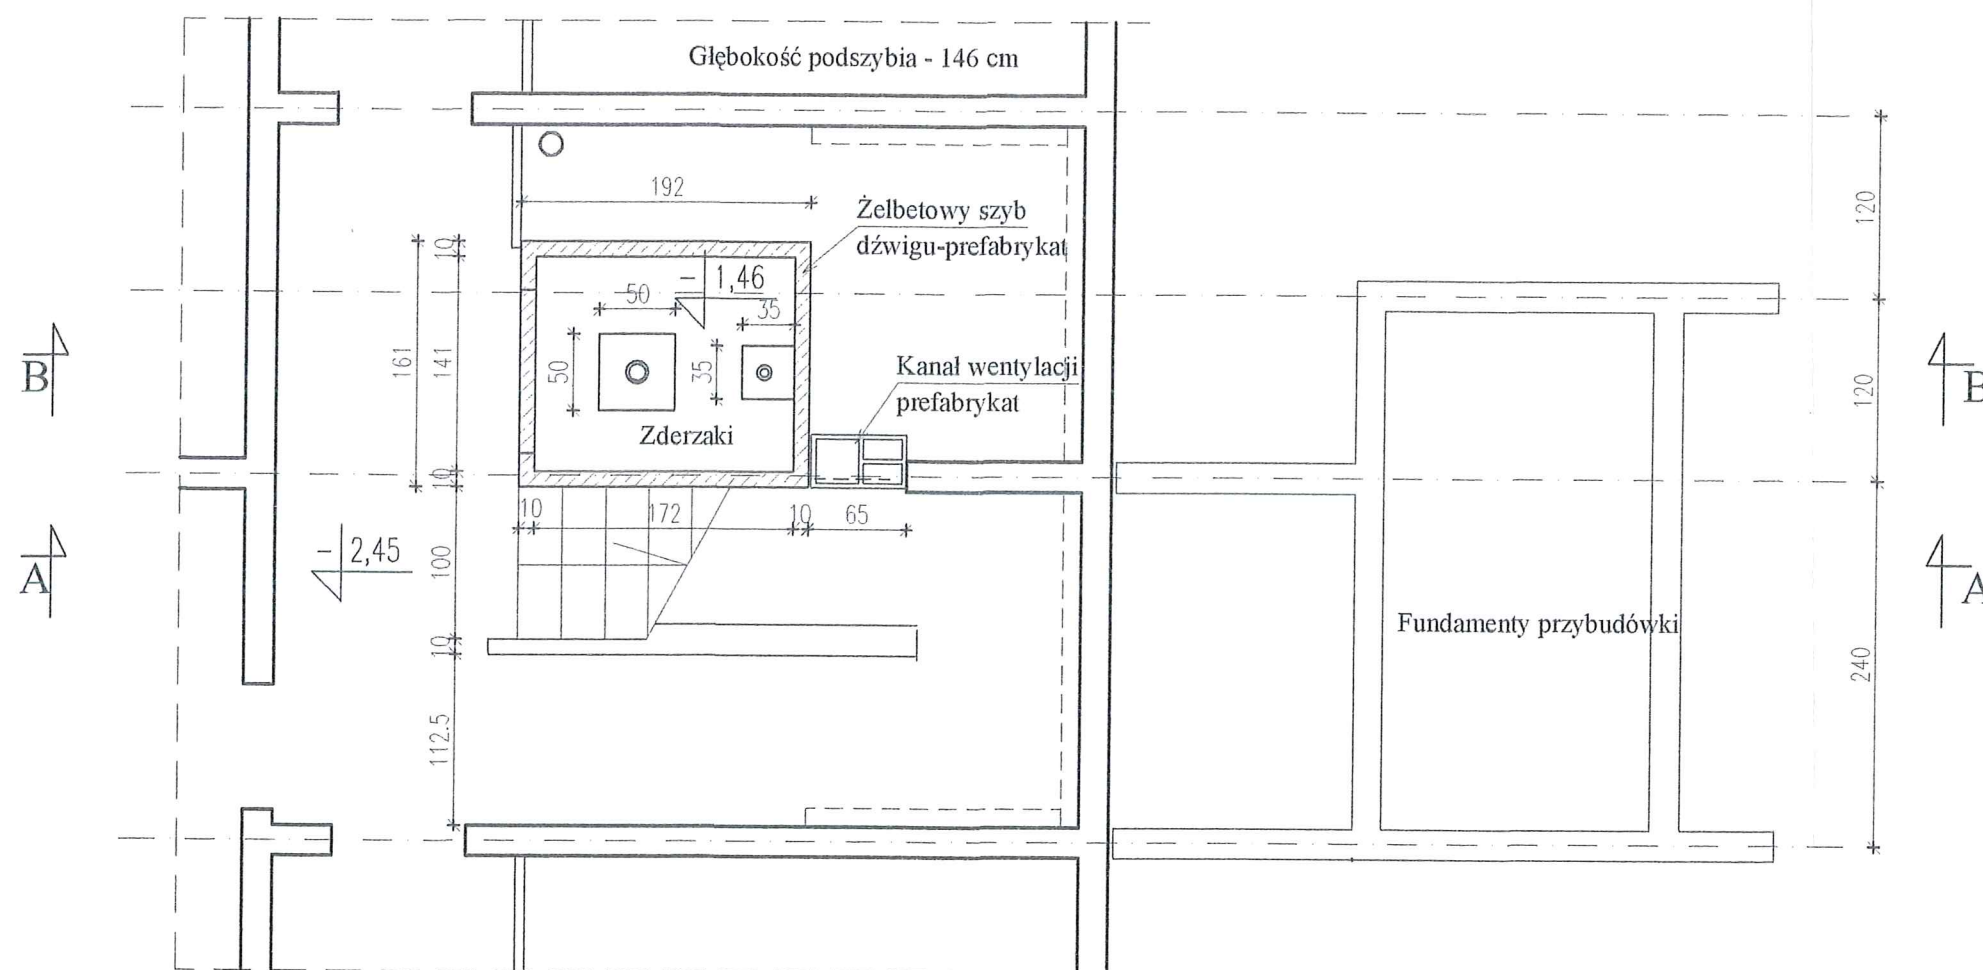 Głębokość podszybia - 146 cm
192
Żelbetowy szyb
dźwigu-prefabrykat
120
10
- 1,46
50
35
161
141
50
35
Kanał wentylacji
prefabrykat
120
B
B
Zderzaki
10
10
172
10
65
- 2,45
100
A
A
Fundamenty przybudówki
10
240
112.5